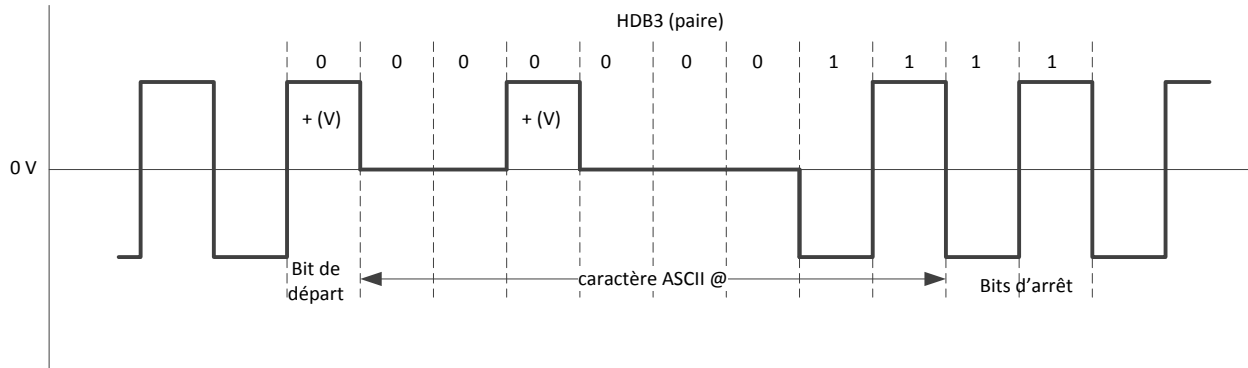 HDB3 (paire)
0 0 0 0 0 0 0 1 1 1 1
+ (V) + (V)
0 V
Bit de
départ
caractère ASCII @
Bits d’arrêt